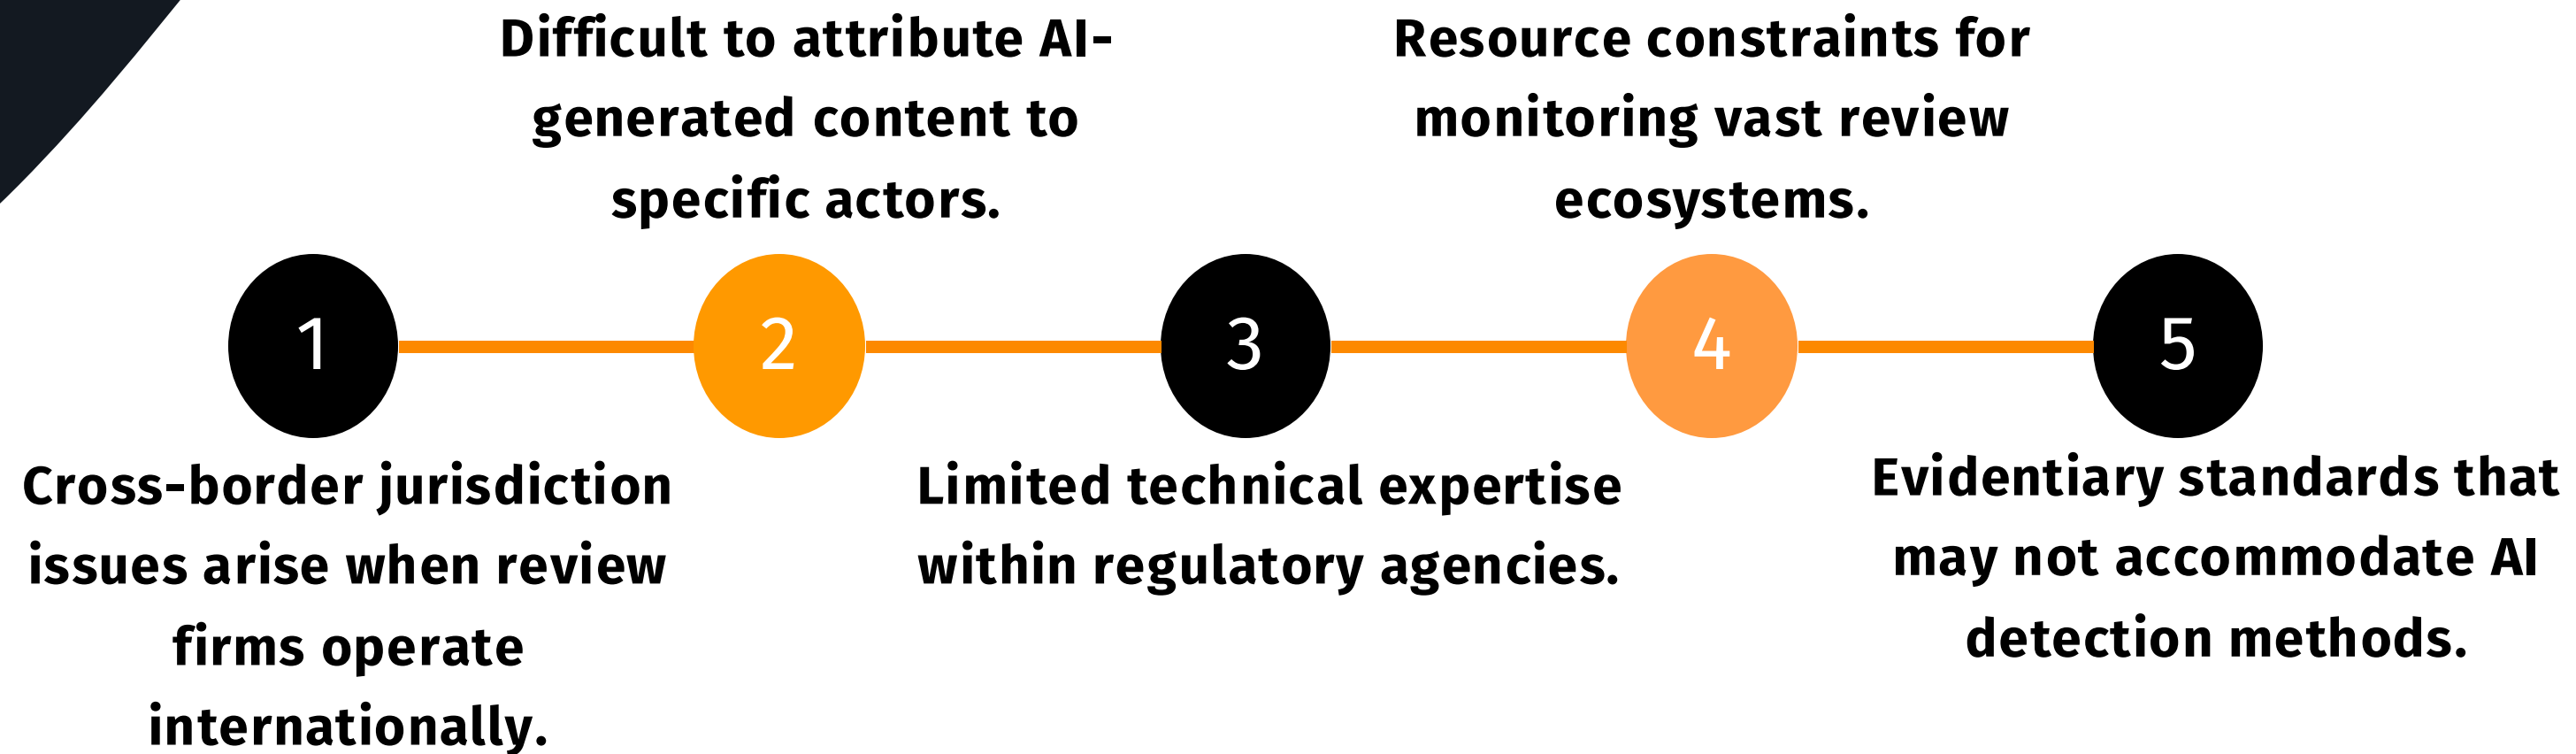 Difficult to attribute AI-
generated content to
specific actors.
Resource constraints for
monitoring vast review
ecosystems.
1
2
3
4
5
Cross-border jurisdiction
issues arise when review
firms operate
internationally.
Limited technical expertise
within regulatory agencies.
Evidentiary standards that
may not accommodate AI
detection methods.